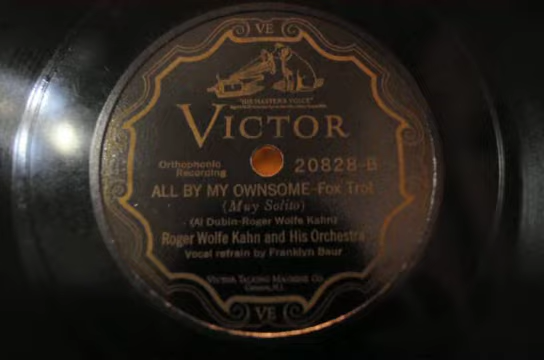 VE
"HIS MASTER'S VOICE"
VICTOR
Orthophonic
Recording
20828-B
ALL BY MY OWNSOME-Fox Trot
(Muy Solito)
(Al Dubin-Roger Wolfe Kahn)
Roger Wolfe Kahn and His Orchestra
Vocal refrain by Franklyn Baur
VICTOR TALKING MACHINE CO.
Camden, N.J.
VE